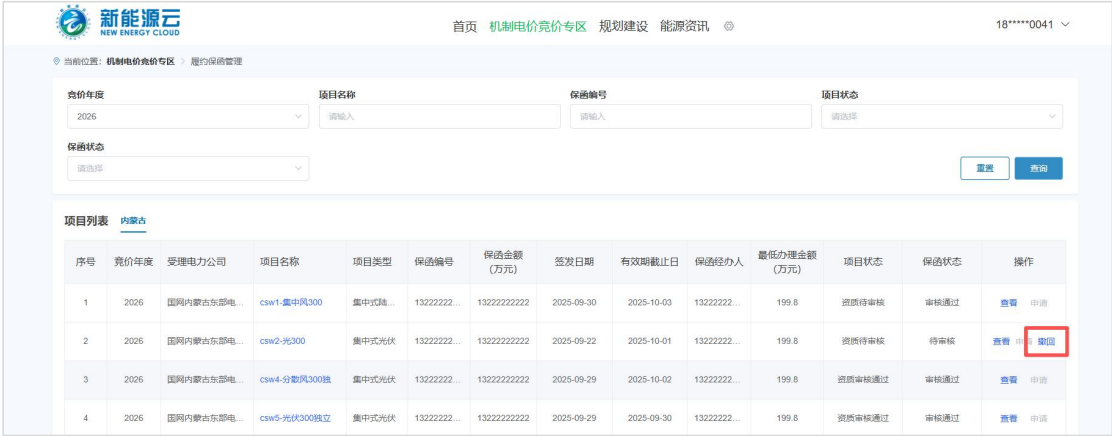 新能源云
NEW ENERGY CLOUD
首页 机制电价竞价专区 规划建设 能源资讯
18*****0041
当前位置：机制电价竞价专区 > 履约保函管理
竞价年度 项目名称 保函编号 项目状态
2026 请输入 请输入 请选择
保函状态
请选择 重置 查询
项目列表 内蒙古
序号 竞价年度 受理电力公司 项目名称 项目类型 保函编号 保函金额(万元) 签发日期 有效期截止日 保函经办人 最低办理金额(万元) 项目状态 保函状态 操作
1 2026 国网内蒙古东部电... csw1-集中风300 集中式陆... 13222222... 13222222222 2025-09-30 2025-10-03 13222222... 199.8 资质待审核 审核通过 查看 申请
2 2026 国网内蒙古东部电... csw2-光300 集中式光伏 13222222... 13222222222 2025-09-22 2025-10-01 13222222... 199.8 资质待审核 待审核 查看 申请 撤回
3 2026 国网内蒙古东部电... csw4-分散风300独 集中式光伏 13222222... 13222222222 2025-09-29 2025-10-02 13222222... 199.8 资质审核通过 审核通过 查看 申请
4 2026 国网内蒙古东部电... csw5-光伏300独立 集中式光伏 13222222... 13222222222 2025-09-29 2025-09-30 13222222... 199.8 资质审核通过 审核通过 查看 申请